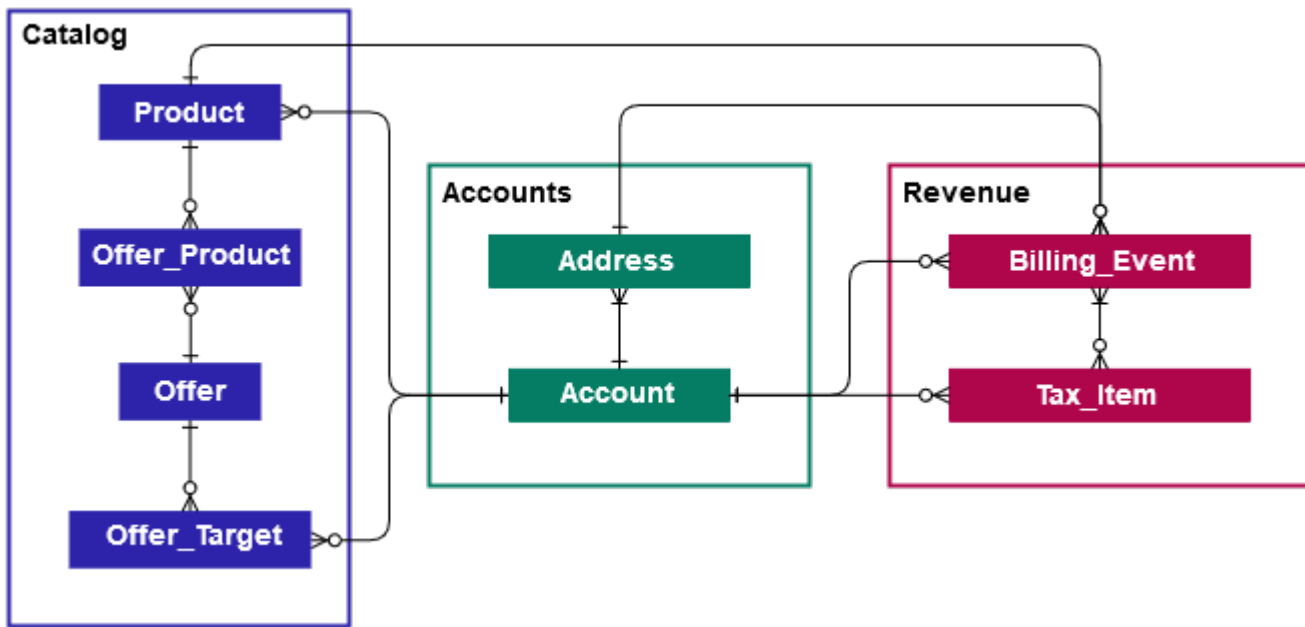 Catalog
Product
Offer_Product
Offer
Offer_Target
Accounts
Address
Account
Revenue
Billing_Event
Tax_Item